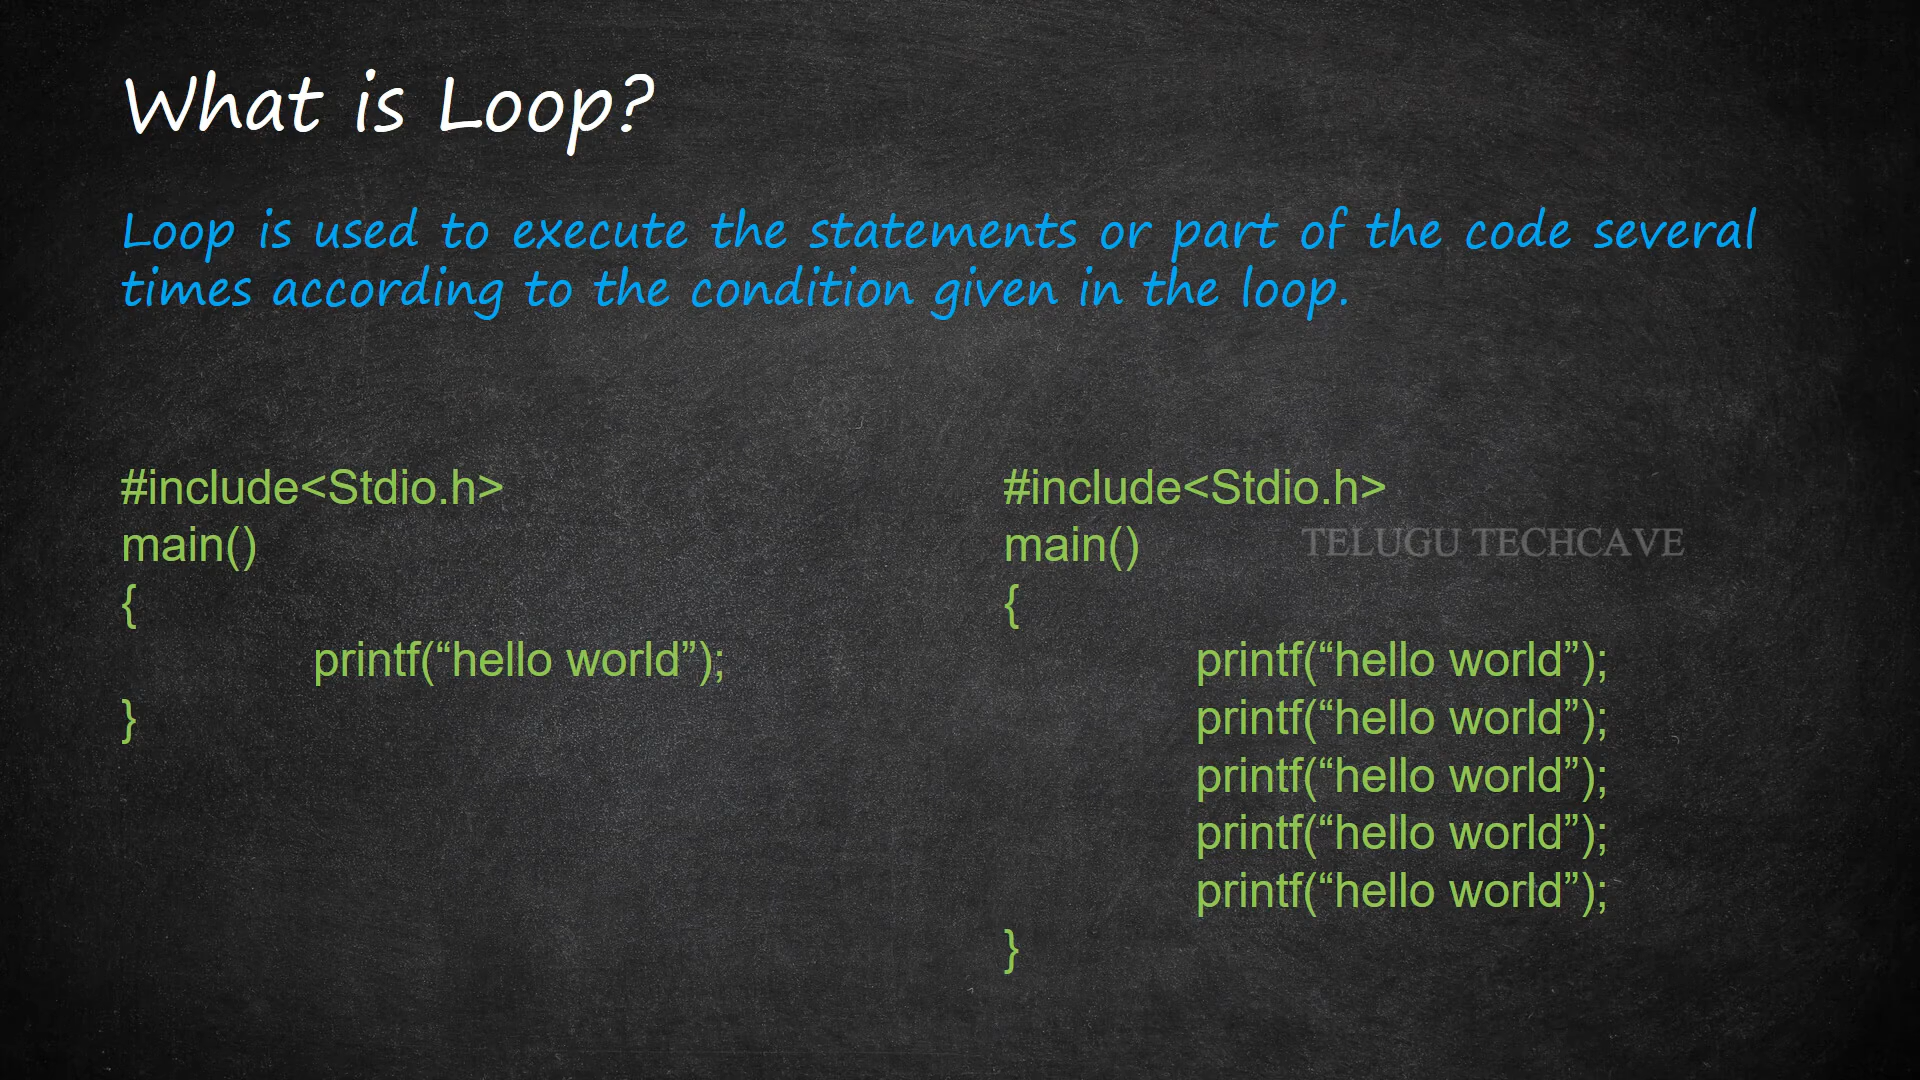 What is Loop?
Loop is used to execute the statements or part of the code several
times according to the condition given in the loop.
#include<Stdio.h>
main()
{
printf(“hello world”);
}
#include<Stdio.h>
main()
TELUGU TECHCAVE
{
printf(“hello world”);
printf(“hello world”);
printf(“hello world”);
printf(“hello world”);
printf(“hello world”);
}